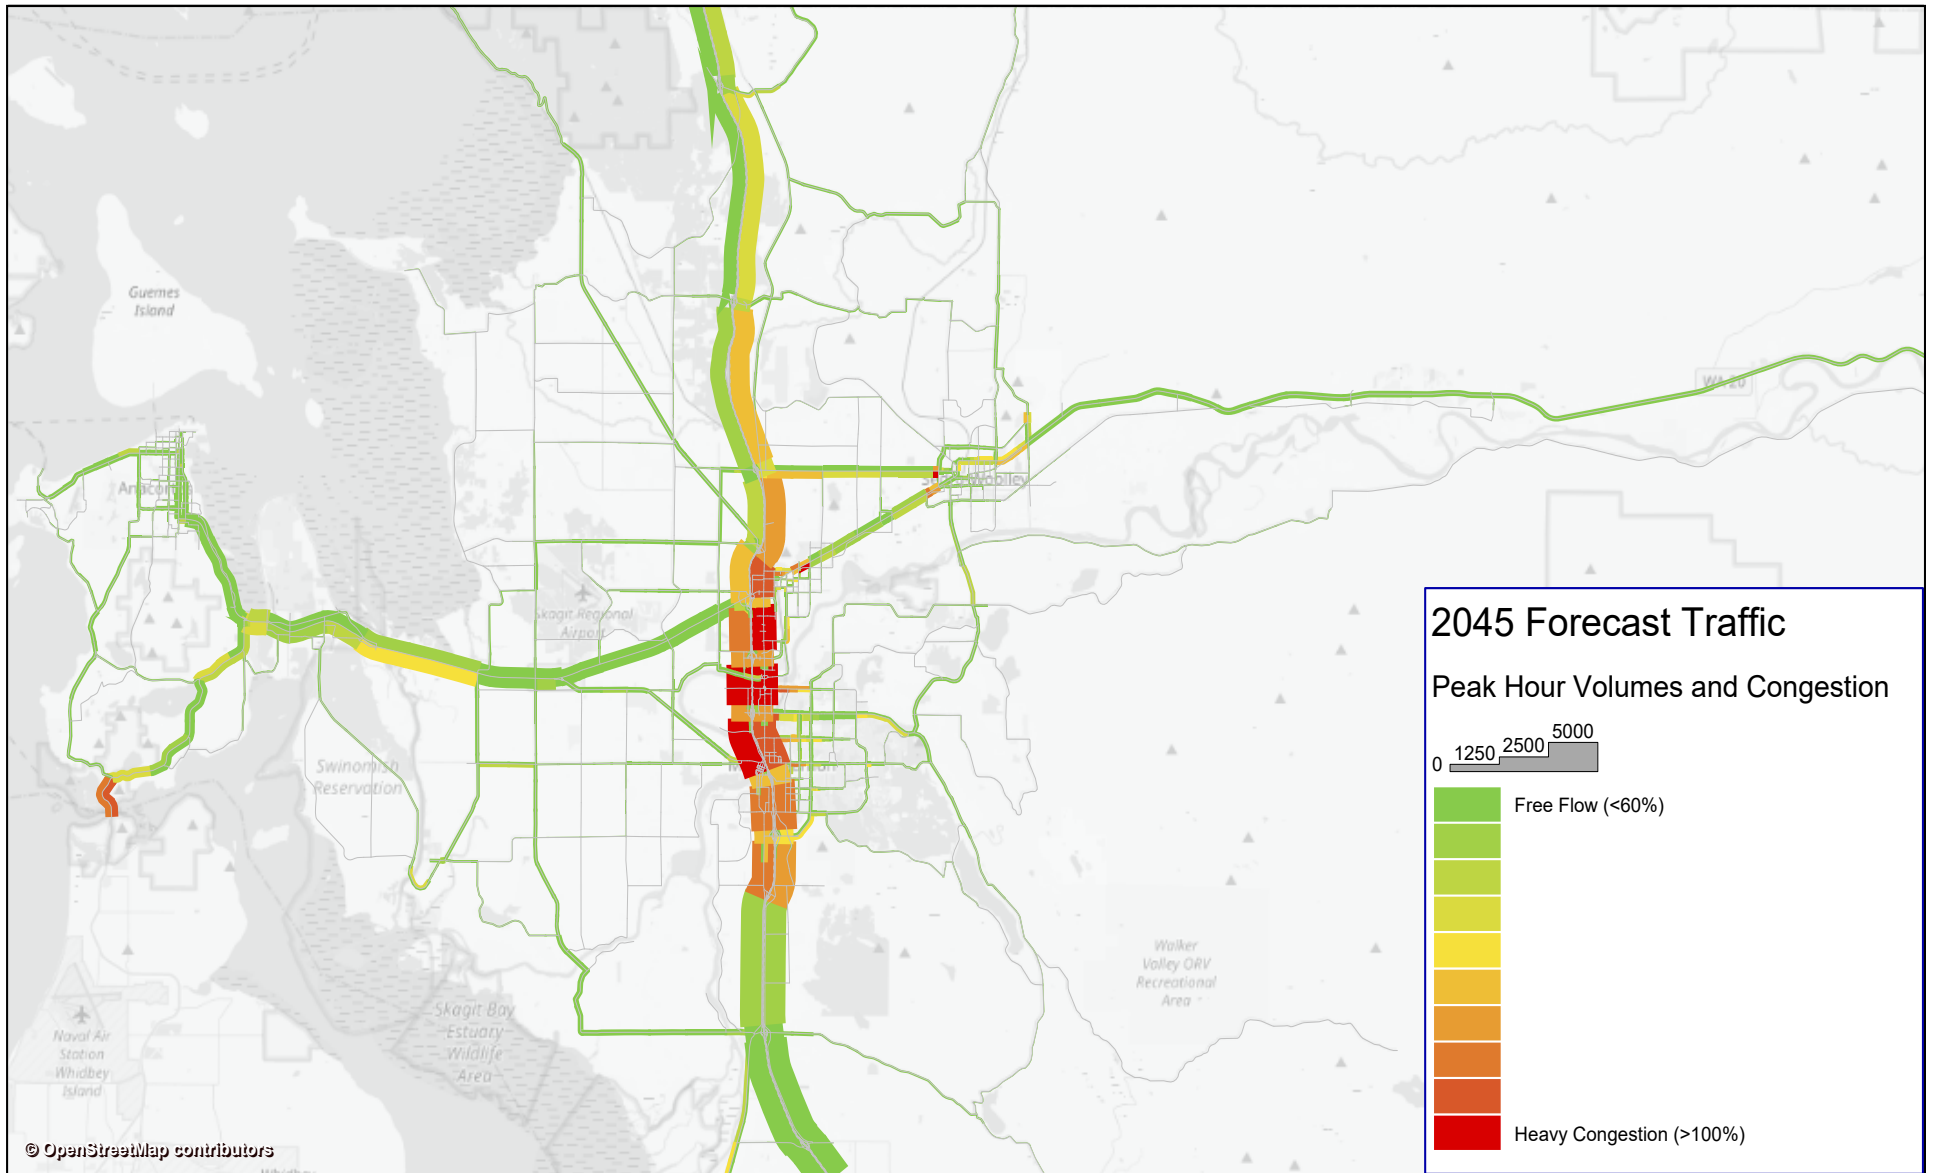 Guemes
Island
WA 20
Anacortes
Sedro-Woolley
Skagit Regional
Airport
Swinomish
Reservation
Walker
Valley ORV
Recreational
Area
Skagit Bay
Estuary
Wildlife
Area
Naval Air
Station
Whidbey
Island
© OpenStreetMap contributors
2045 Forecast Traffic
Peak Hour Volumes and Congestion
0 1250 2500 5000
Free Flow (<60%)
Heavy Congestion (>100%)